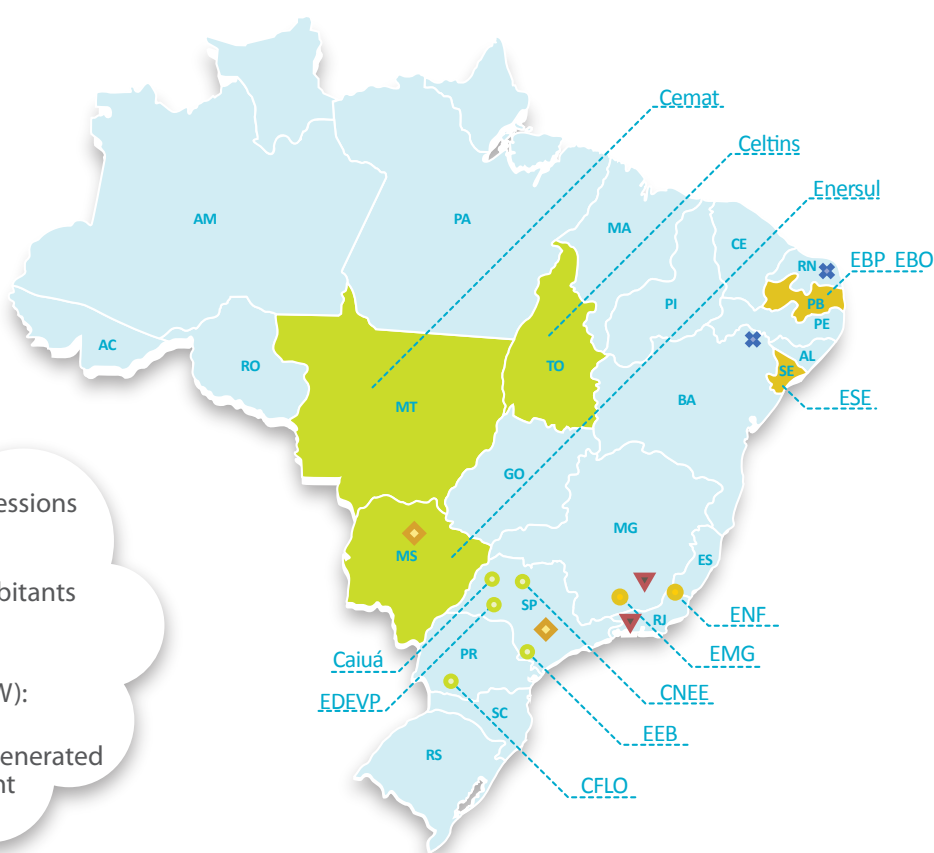 Cemat
Celtins
Enersul
AM
PA
MA
CE
RN
EBP EBO
PI
PB
PE
AC
RO
TO
AL
SE
MT
BA
ESE
GO
MG
MS
ES
SP
RJ
ENF
PR
Caiuá
EMG
EDEVP
CNEE
SC
EEB
RS
CFLO
essions
bitants
W):
enerated
nt